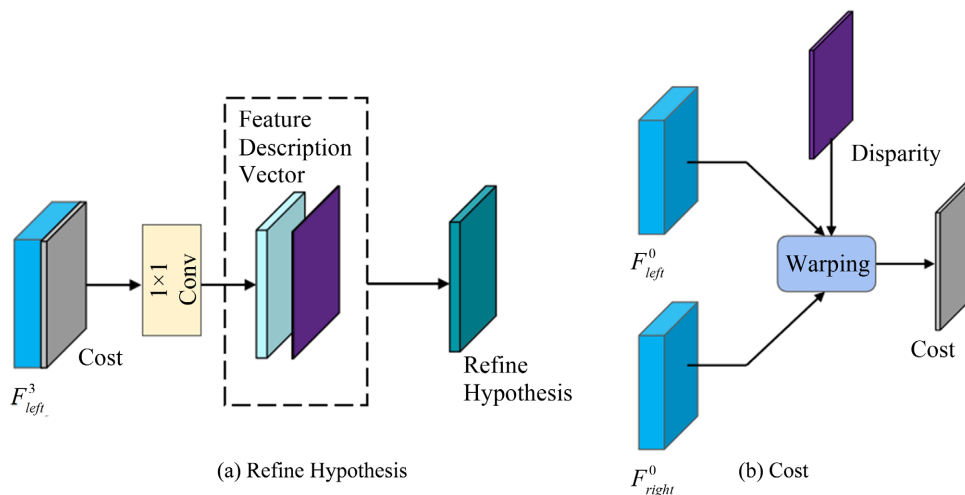 Feature
Description
Vector
1×1
Conv
Cost
F^3_left
Refine
Hypothesis
(a) Refine Hypothesis
Disparity
F^0_left
Warping
Cost
F^0_right
(b) Cost